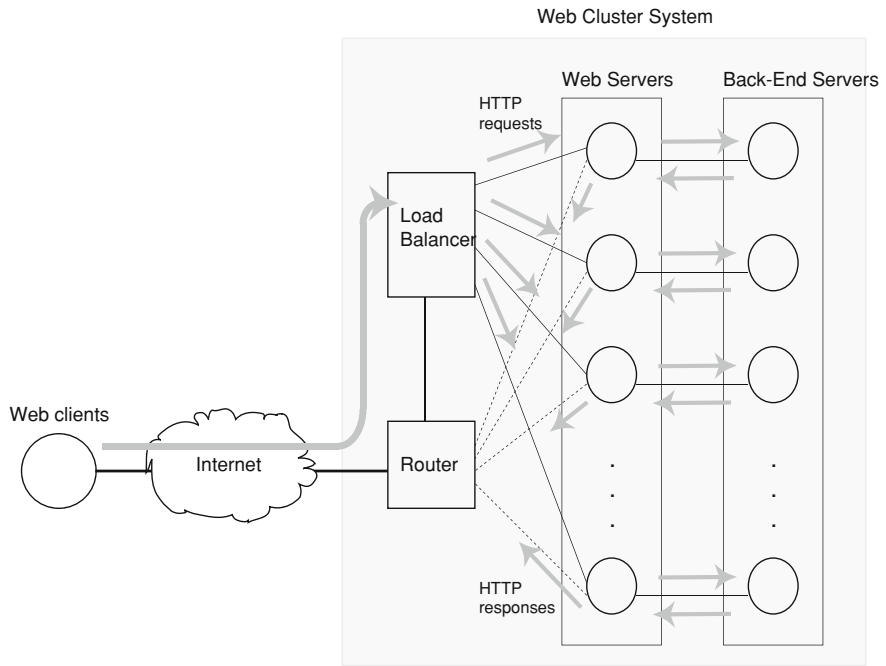 Web Cluster System
Web Servers
Back-End Servers
HTTP
requests
Load
Balancer
Web clients
Internet
Router
HTTP
responses